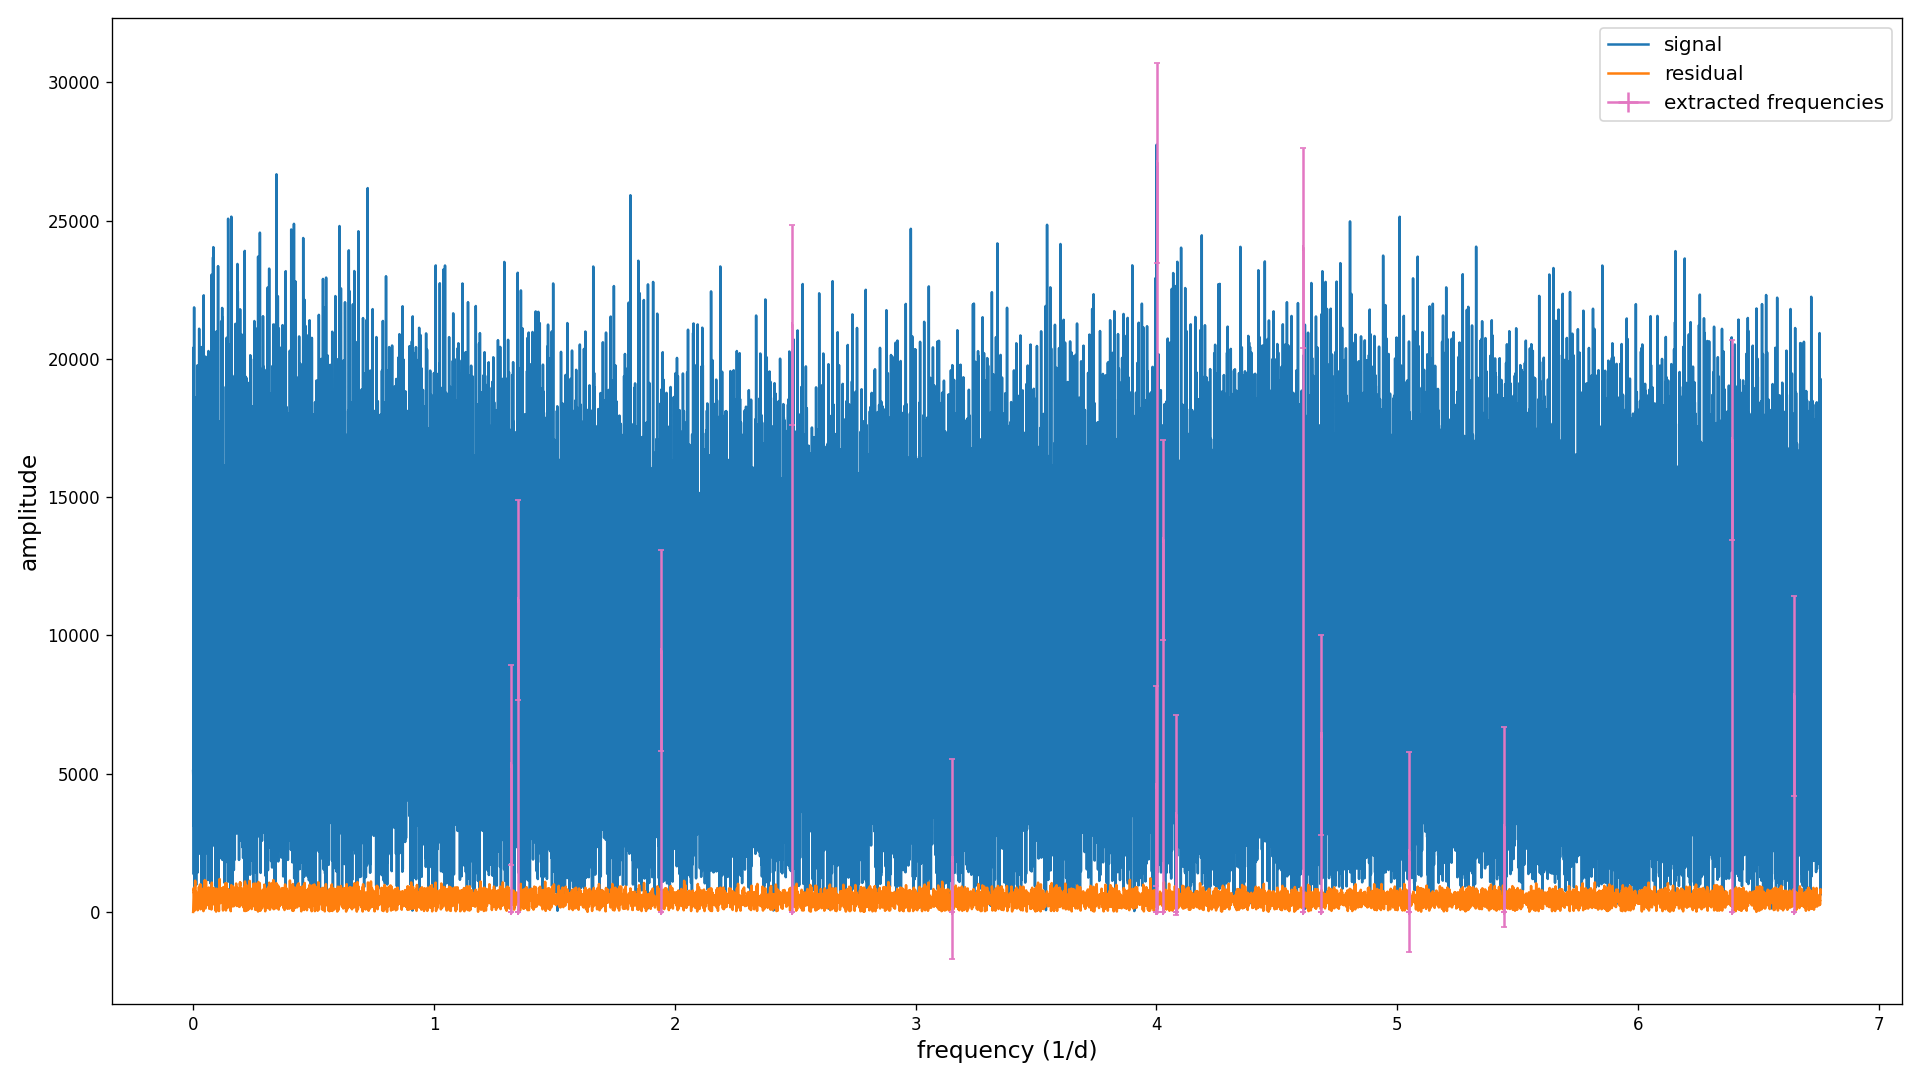 signal
residual
extracted frequencies
amplitude
30000
25000
20000
15000
10000
5000
0
0 1 2 3 4 5 6 7
frequency (1/d)